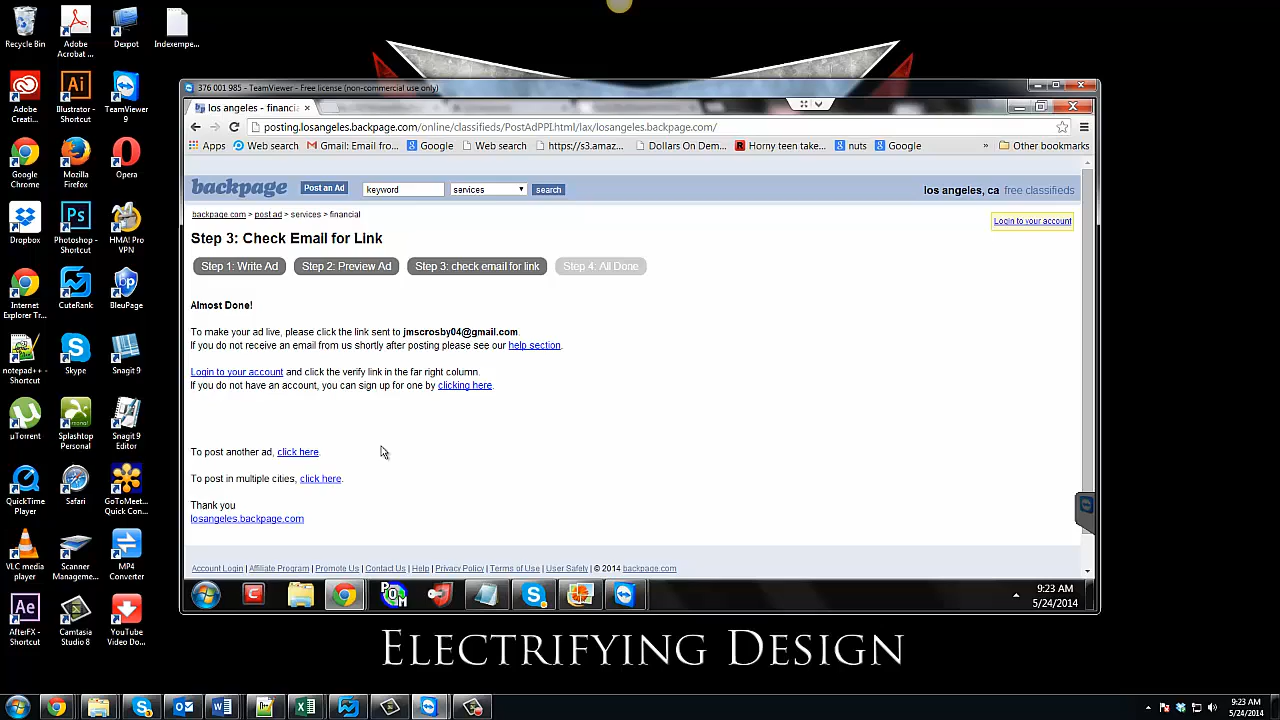 Recycle Bin
Adobe Acrobat ...
Dexpot
Indexempe...
Adobe Creati...
Illustrator - Shortcut
TeamViewer 9
Google Chrome
Mozilla Firefox
Opera
Dropbox
Photoshop - Shortcut
HMA! Pro VPN
Internet Explorer Tr...
CuteRank
BleuPage
notepad++ - Shortcut
Skype
Snagit 9
µTorrent
Splashtop Personal
Snagit 9 Editor
QuickTime Player
Safari
GoToMeet... Quick Con...
VLC media player
Scanner Manageme...
MP4 Converter
AfterFX - Shortcut
Camtasia Studio 8
YouTube Video Do...
376 001 985 - TeamViewer - Free license (non-commercial use only)
los angeles - financia
posting.losangeles.backpage.com/online/classifieds/PostAdPPI.html/lax/losangeles.backpage.com/
Apps Web search Gmail: Email fro... Google Web search https://s3.amaz... Dollars On Dem... Horny teen take... nuts Google » Other bookmarks
backpage Post an Ad keyword services search los angeles, ca free classifieds
backpage.com > post ad > services > financial
Login to your account
Step 3: Check Email for Link
Step 1: Write Ad Step 2: Preview Ad Step 3: check email for link Step 4: All Done
Almost Done!
To make your ad live, please click the link sent to jmscrosby04@gmail.com.
If you do not receive an email from us shortly after posting please see our help section.
Login to your account and click the verify link in the far right column.
If you do not have an account, you can sign up for one by clicking here.
To post another ad, click here.
To post in multiple cities, click here.
Thank you
losangeles.backpage.com
Account Login | Affiliate Program | Promote Us | Contact Us | Help | Privacy Policy | Terms of Use | User Safety | © 2014 backpage.com
9:23 AM
5/24/2014
Electrifying Design
9:23 AM
5/24/2014